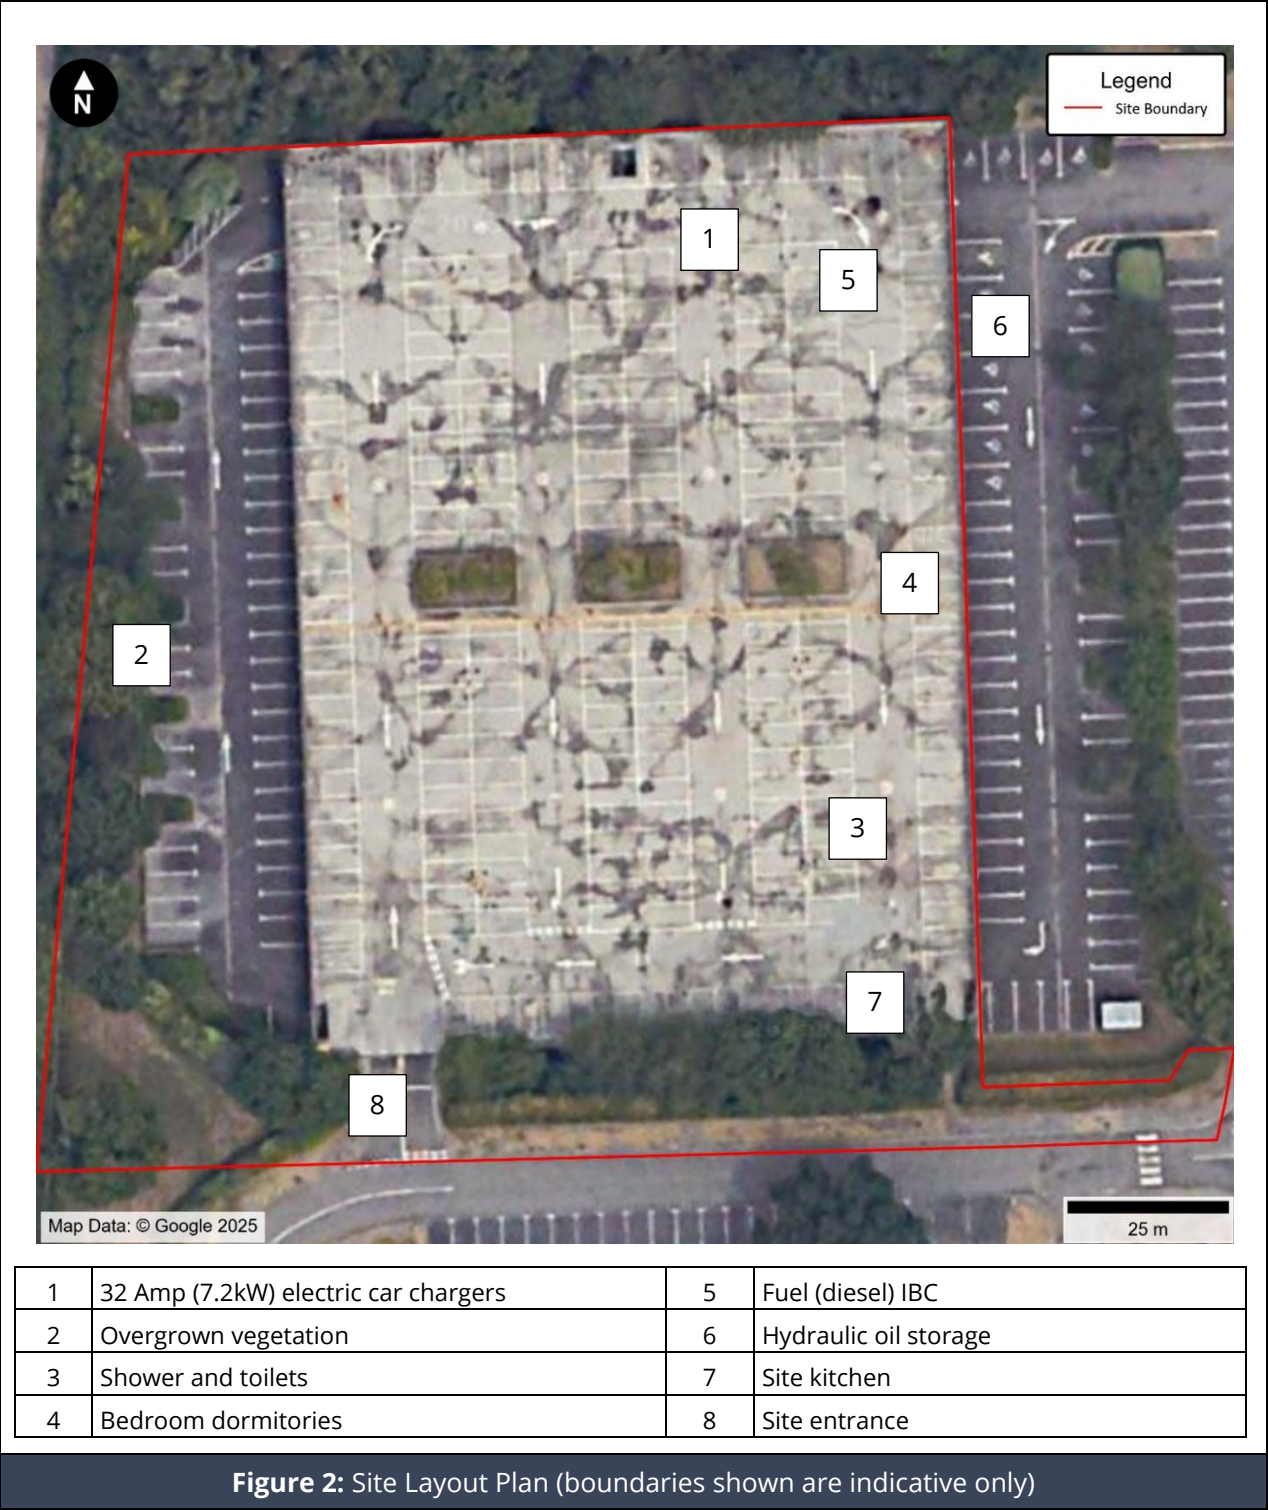 N
Legend
Site Boundary
1
5
6
4
2
3
7
8
Map Data: © Google 2025
25 m
1 32 Amp (7.2kW) electric car chargers 5 Fuel (diesel) IBC
2 Overgrown vegetation 6 Hydraulic oil storage
3 Shower and toilets 7 Site kitchen
4 Bedroom dormitories 8 Site entrance
Figure 2: Site Layout Plan (boundaries shown are indicative only)